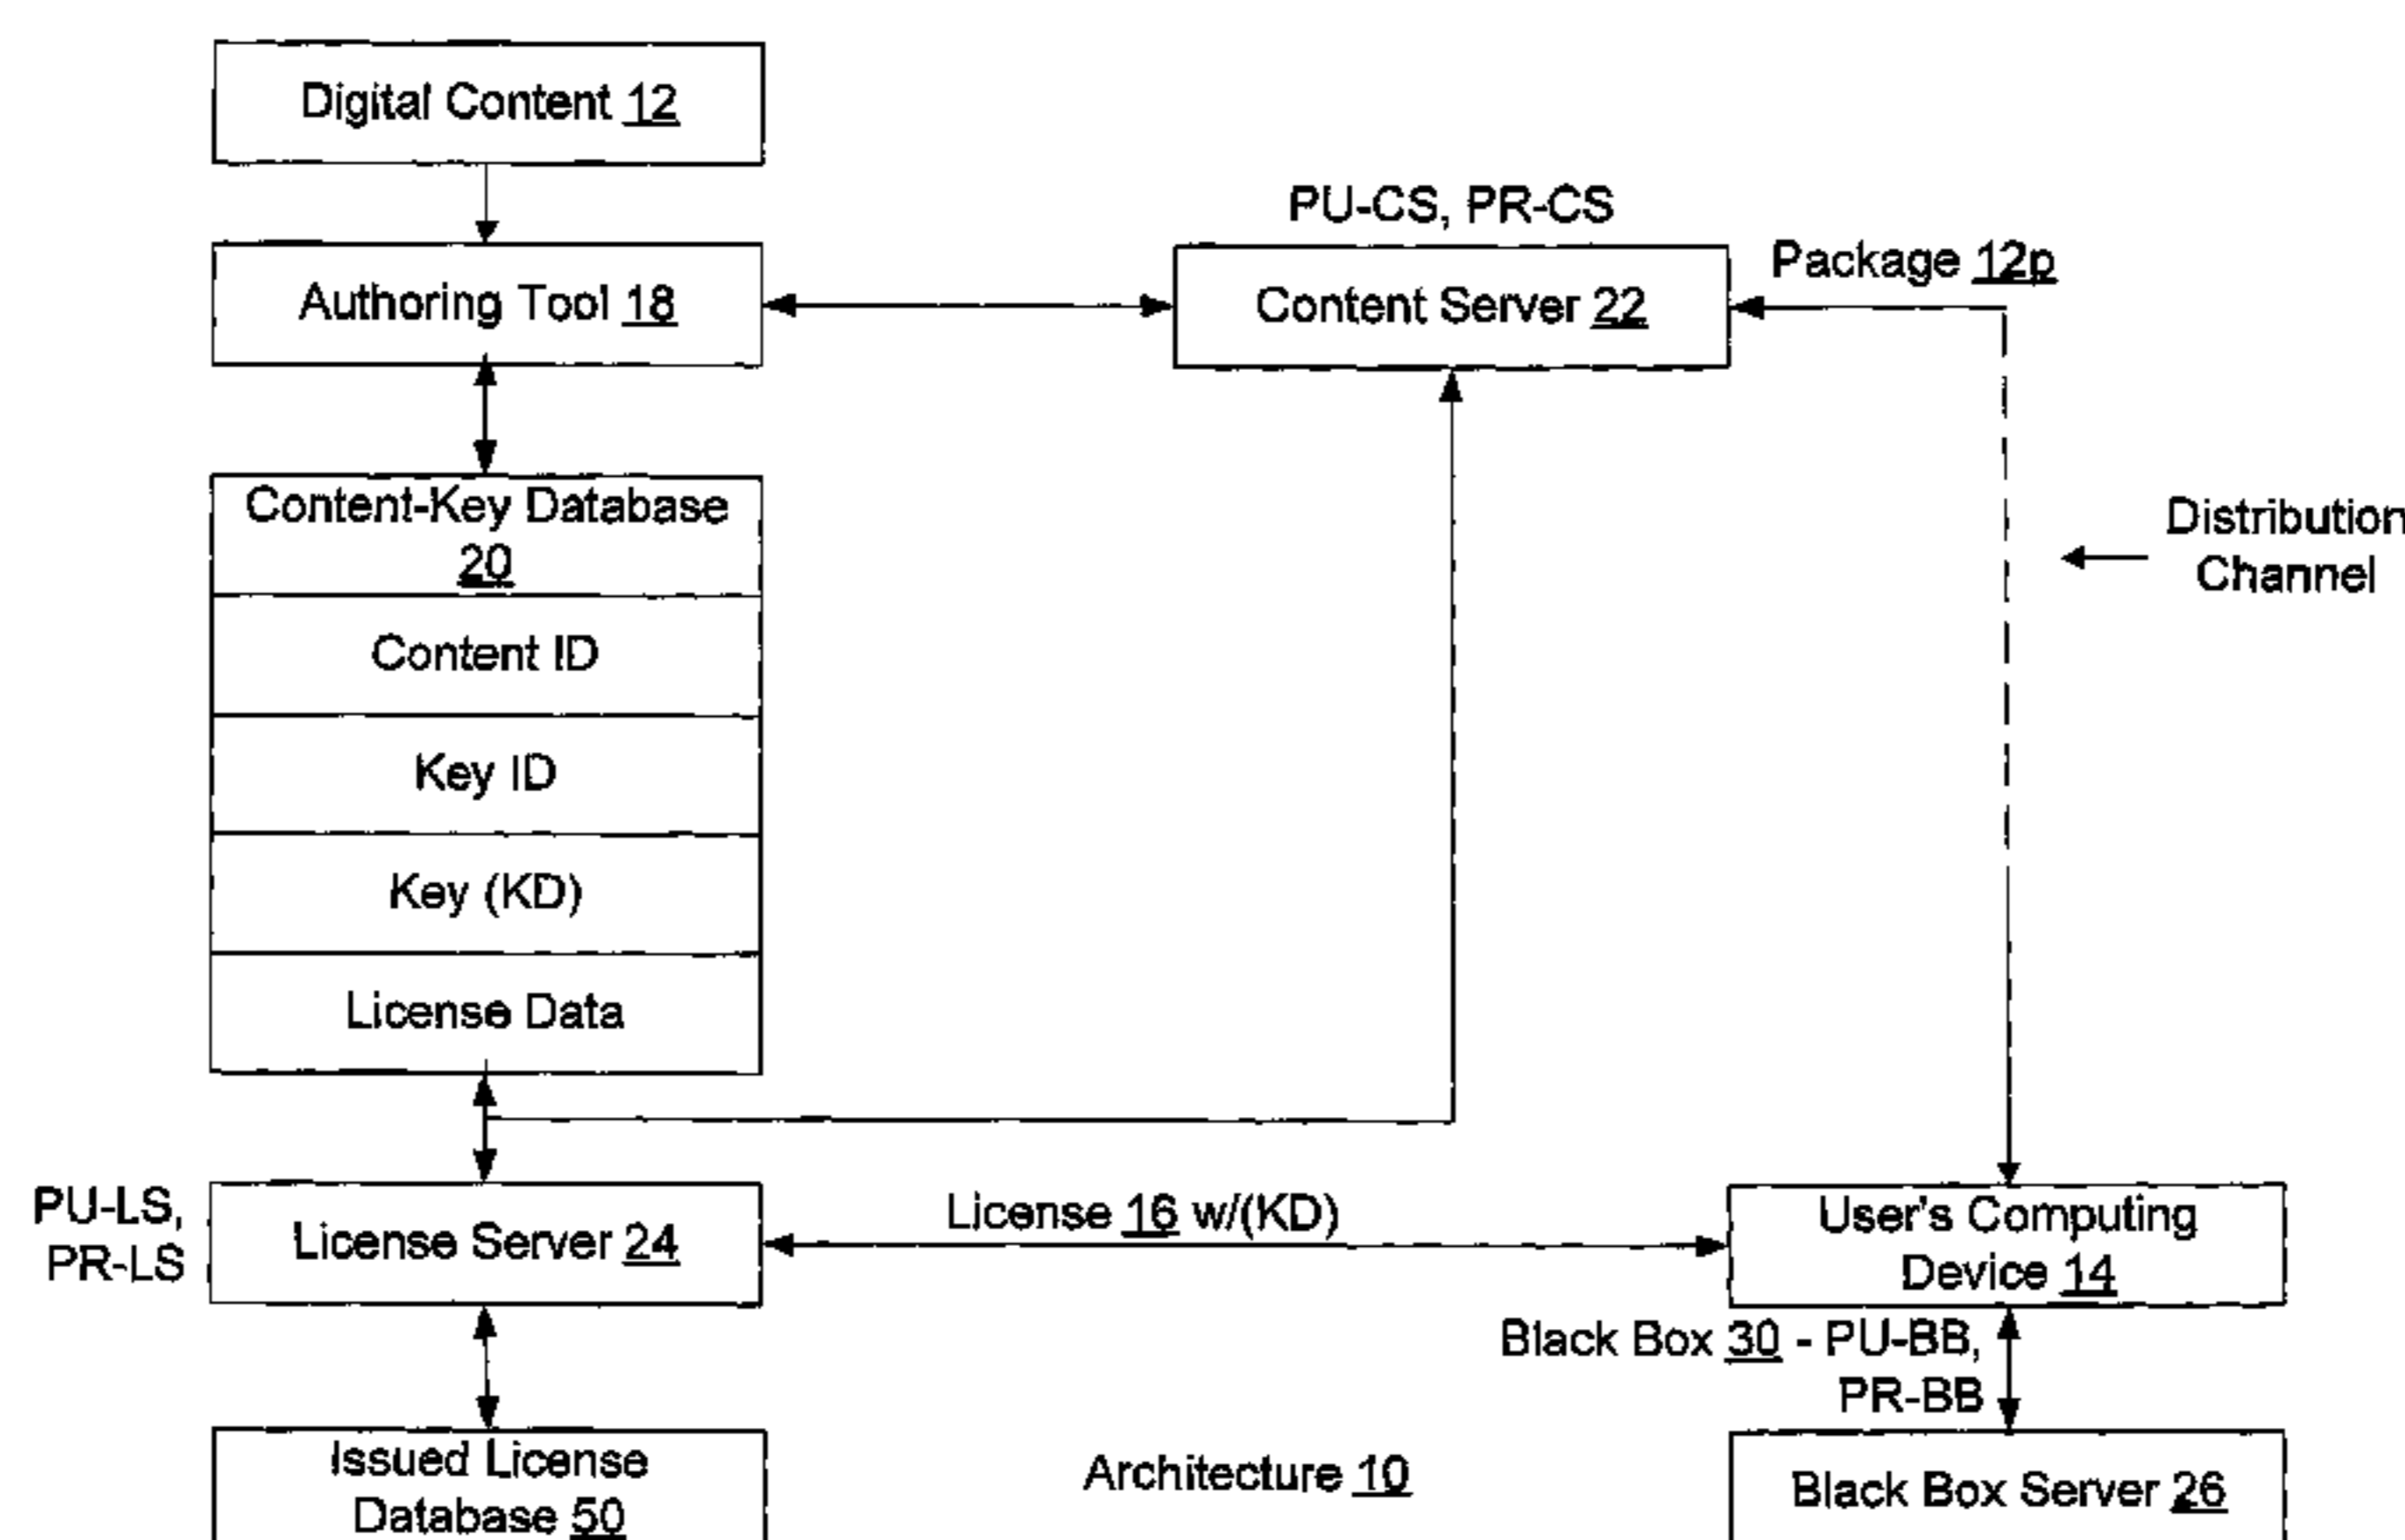 Digital Content 12
PU-CS, PR-CS
Package 12p
Authoring Tool 18
Content Server 22
Content-Key Database
20
Distribution
Channel
Content ID
Key ID
Key (KD)
License Data
PU-LS,
PR-LS
License Server 24
License 16 w/(KD)
User's Computing
Device 14
Black Box 30 - PU-BB,
PR-BB
Issued License
Database 50
Architecture 10
Black Box Server 26